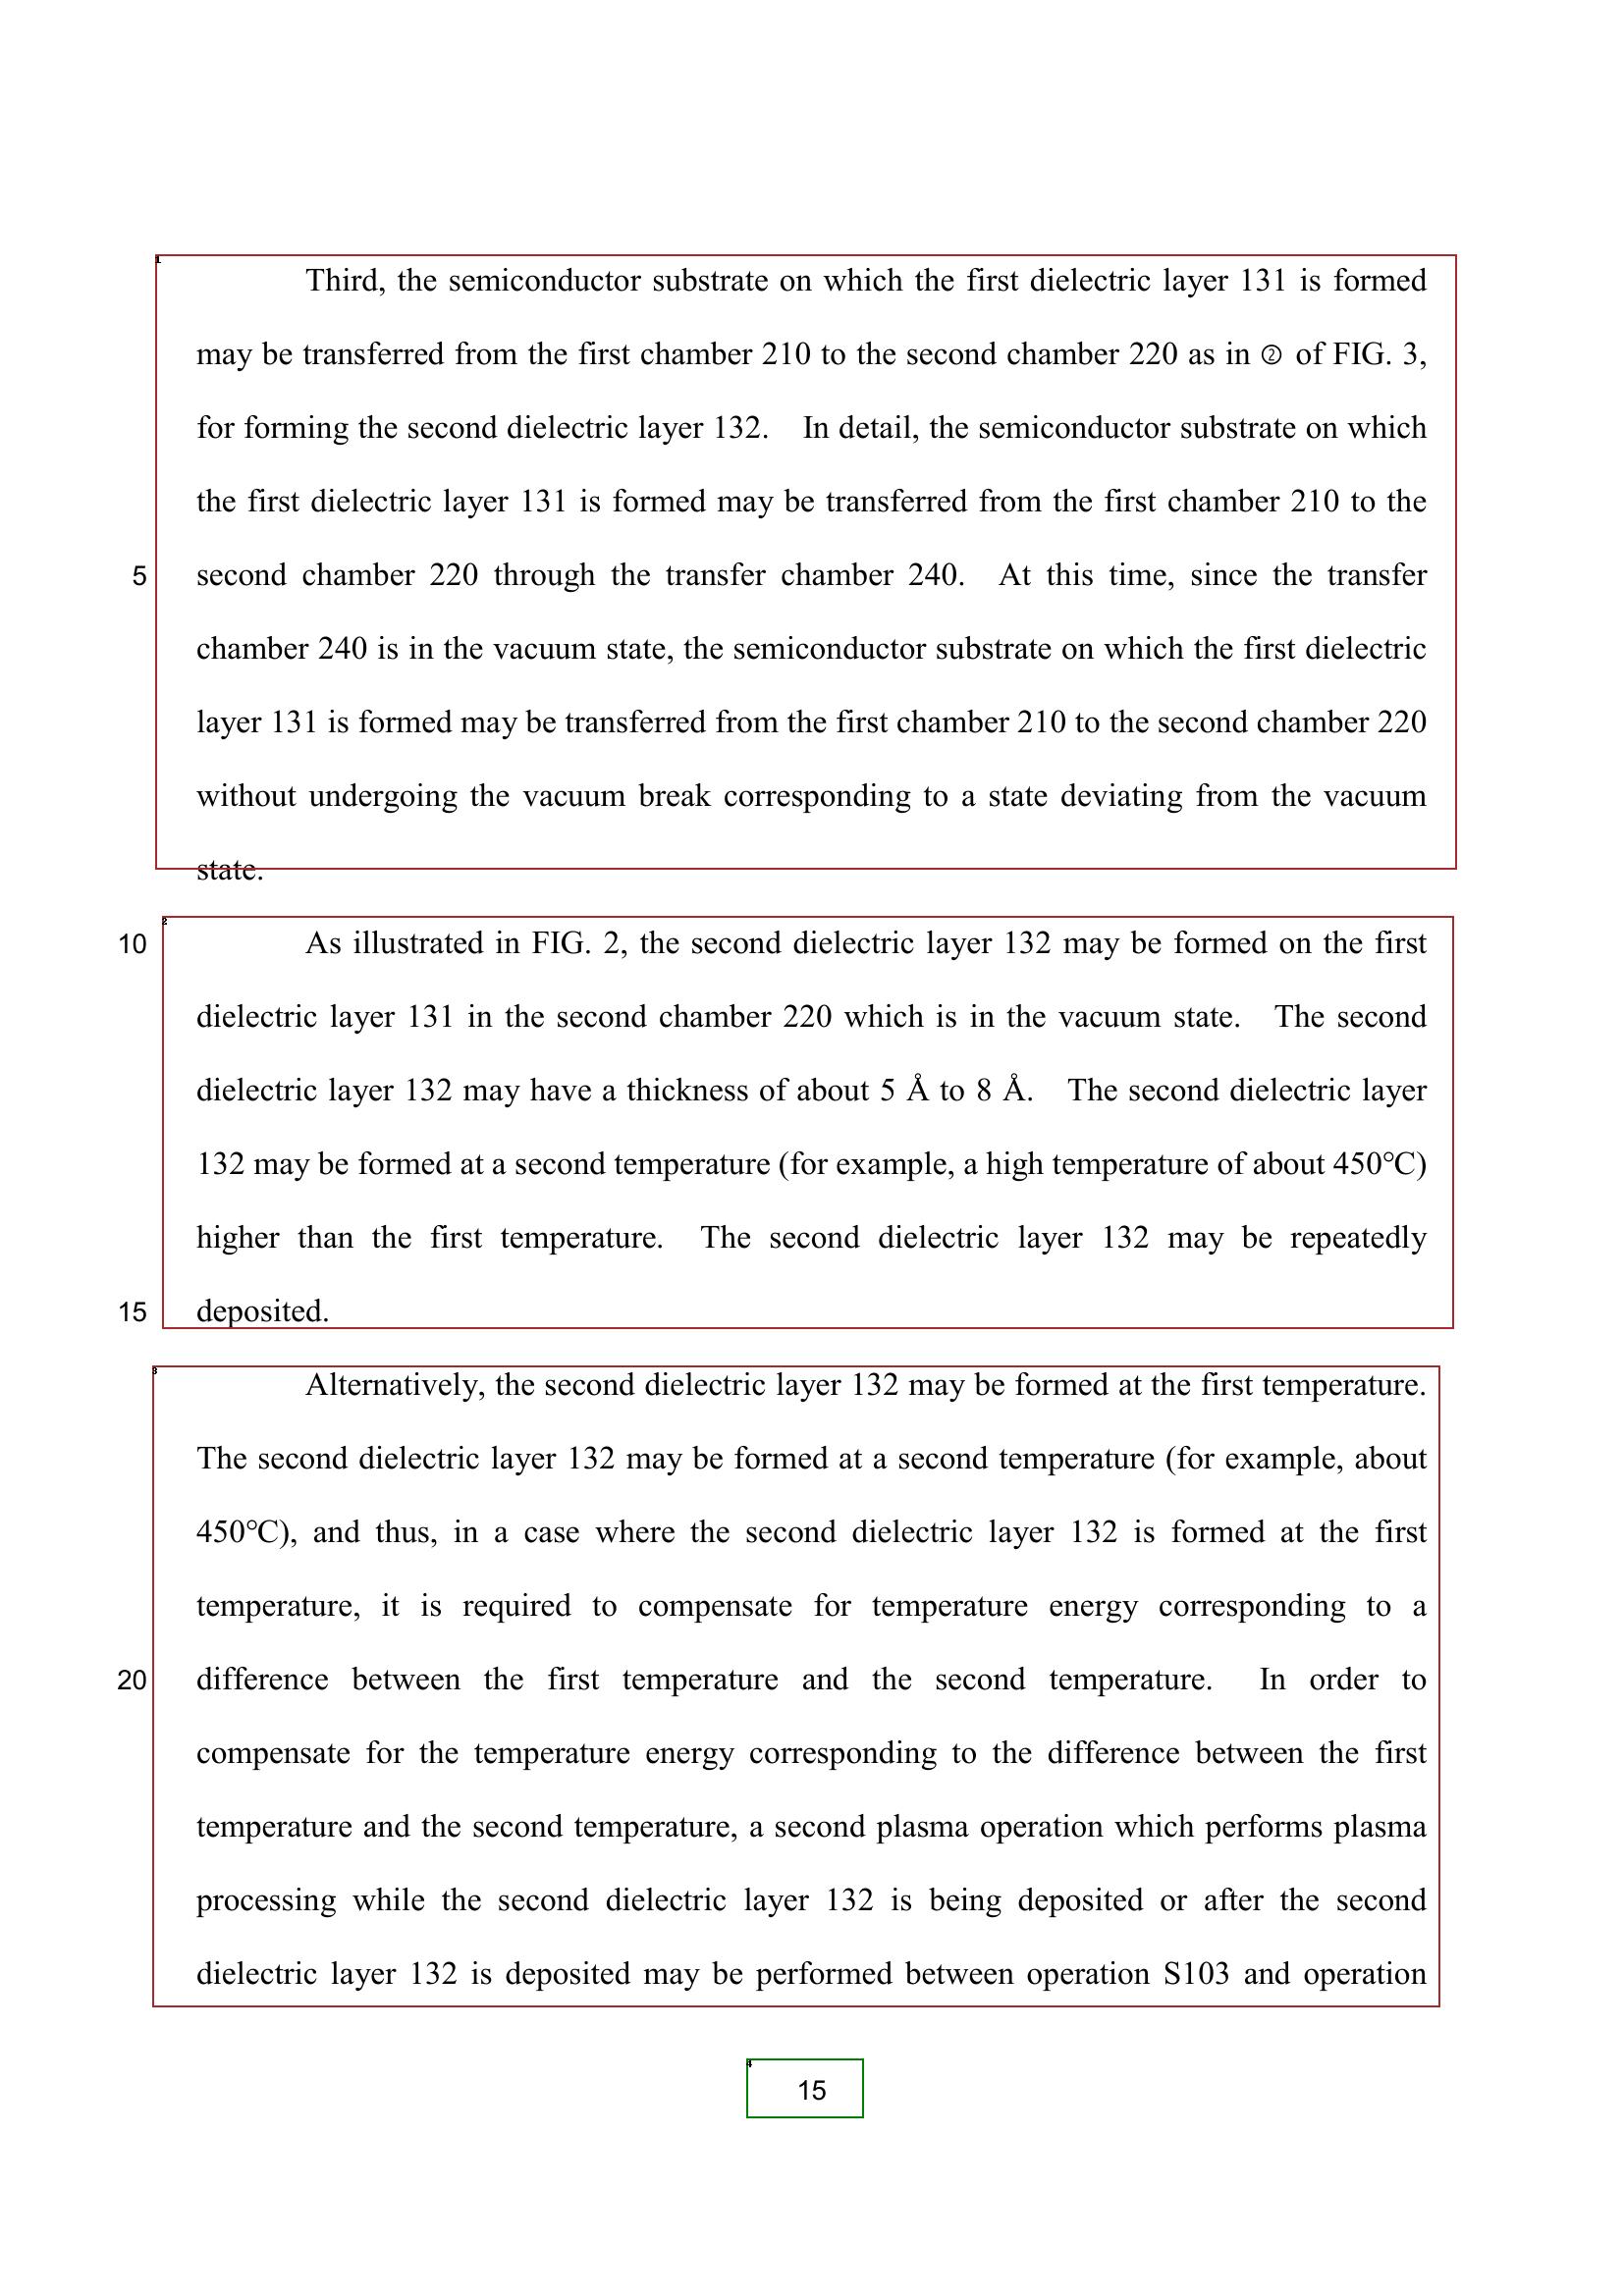 Third, the semiconductor substrate on which the first dielectric layer 131 is formed
may be transferred from the first chamber 210 to the second chamber 220 as in ② of FIG. 3,
for forming the second dielectric layer 132. In detail, the semiconductor substrate on which
the first dielectric layer 131 is formed may be transferred from the first chamber 210 to the
5 second chamber 220 through the transfer chamber 240. At this time, since the transfer
chamber 240 is in the vacuum state, the semiconductor substrate on which the first dielectric
layer 131 is formed may be transferred from the first chamber 210 to the second chamber 220
without undergoing the vacuum break corresponding to a state deviating from the vacuum
state.
10 As illustrated in FIG. 2, the second dielectric layer 132 may be formed on the first
dielectric layer 131 in the second chamber 220 which is in the vacuum state. The second
dielectric layer 132 may have a thickness of about 5 Å to 8 Å. The second dielectric layer
132 may be formed at a second temperature (for example, a high temperature of about 450℃)
higher than the first temperature. The second dielectric layer 132 may be repeatedly
15 deposited.
Alternatively, the second dielectric layer 132 may be formed at the first temperature.
The second dielectric layer 132 may be formed at a second temperature (for example, about
450℃), and thus, in a case where the second dielectric layer 132 is formed at the first
temperature, it is required to compensate for temperature energy corresponding to a
20 difference between the first temperature and the second temperature. In order to
compensate for the temperature energy corresponding to the difference between the first
temperature and the second temperature, a second plasma operation which performs plasma
processing while the second dielectric layer 132 is being deposited or after the second
dielectric layer 132 is deposited may be performed between operation S103 and operation
15